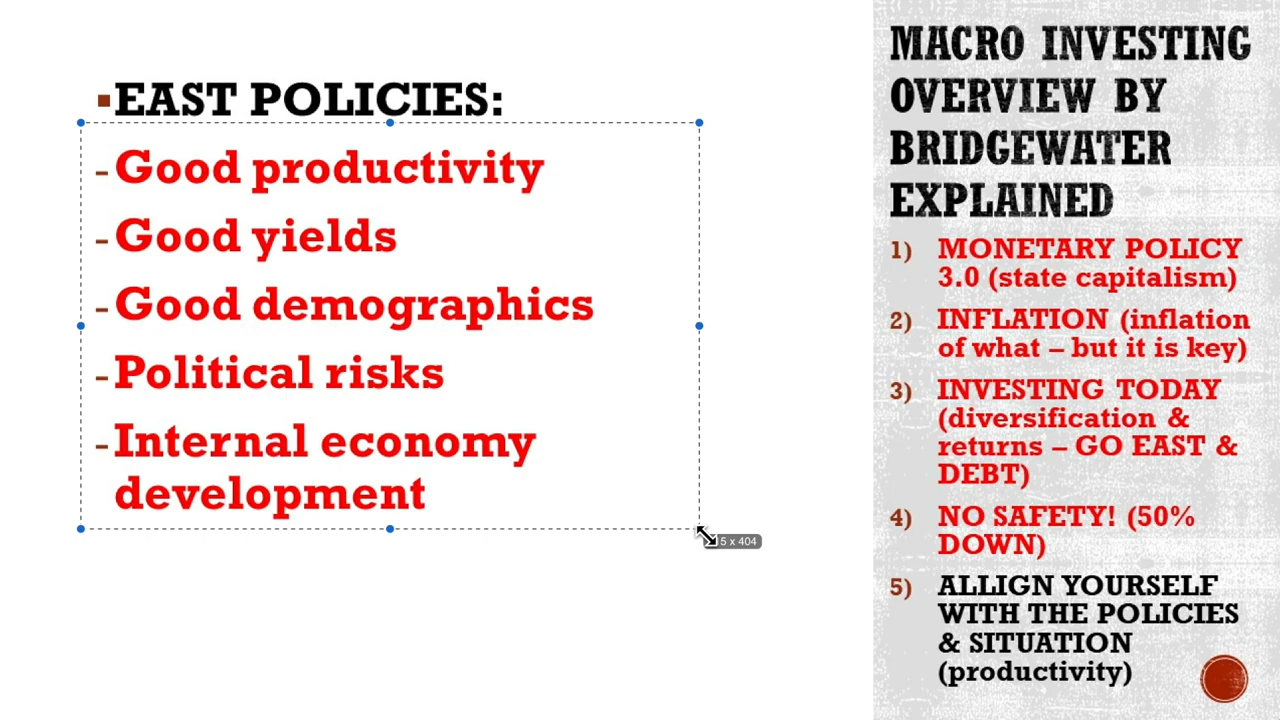 ▪EAST POLICIES:
-Good productivity
-Good yields
-Good demographics
-Political risks
-Internal economy
development
5 x 404
MACRO INVESTING
OVERVIEW BY
BRIDGEWATER
EXPLAINED
1) MONETARY POLICY
3.0 (state capitalism)
2) INFLATION (inflation
of what – but it is key)
3) INVESTING TODAY
(diversification &
returns – GO EAST &
DEBT)
4) NO SAFETY! (50%
DOWN)
5) ALLIGN YOURSELF
WITH THE POLICIES
& SITUATION
(productivity)